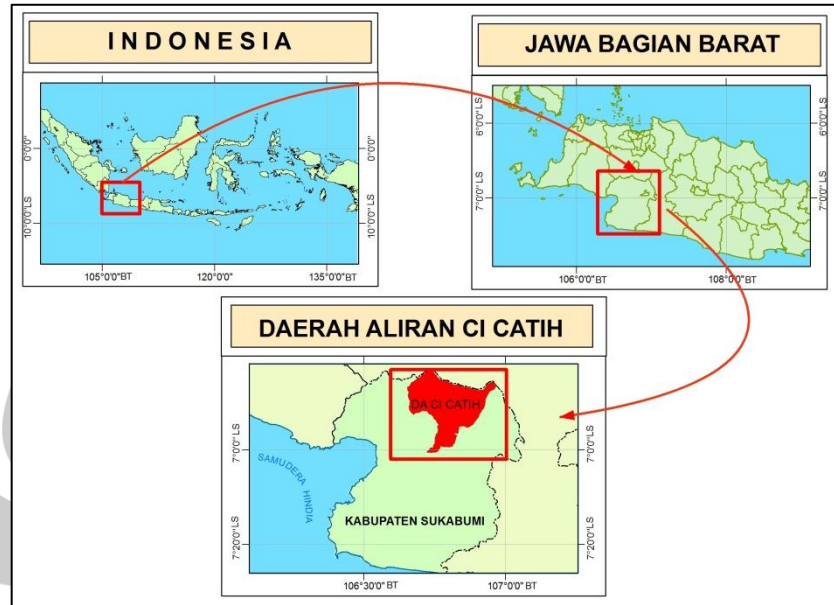 INDONESIA
0°0'0"
0°0'0"
10°0'0" LS
10°0'0" LS
105°0'0"BT
120°0'0"
135°0'0"BT
JAWA BAGIAN BARAT
6°0'0" LS
6°0'0" LS
7°0'0" LS
7°0'0" LS
106°0'0"BT
108°0'0"BT
DAERAH ALIRAN CI CATIH
DA CI CATIH
7°0'0" LS
7°0'0" LS
SAMUDERA HINDIA
KABUPATEN SUKABUMI
7°20'0" LS
7°20'0" LS
106°30'0"BT
107°0'0"BT